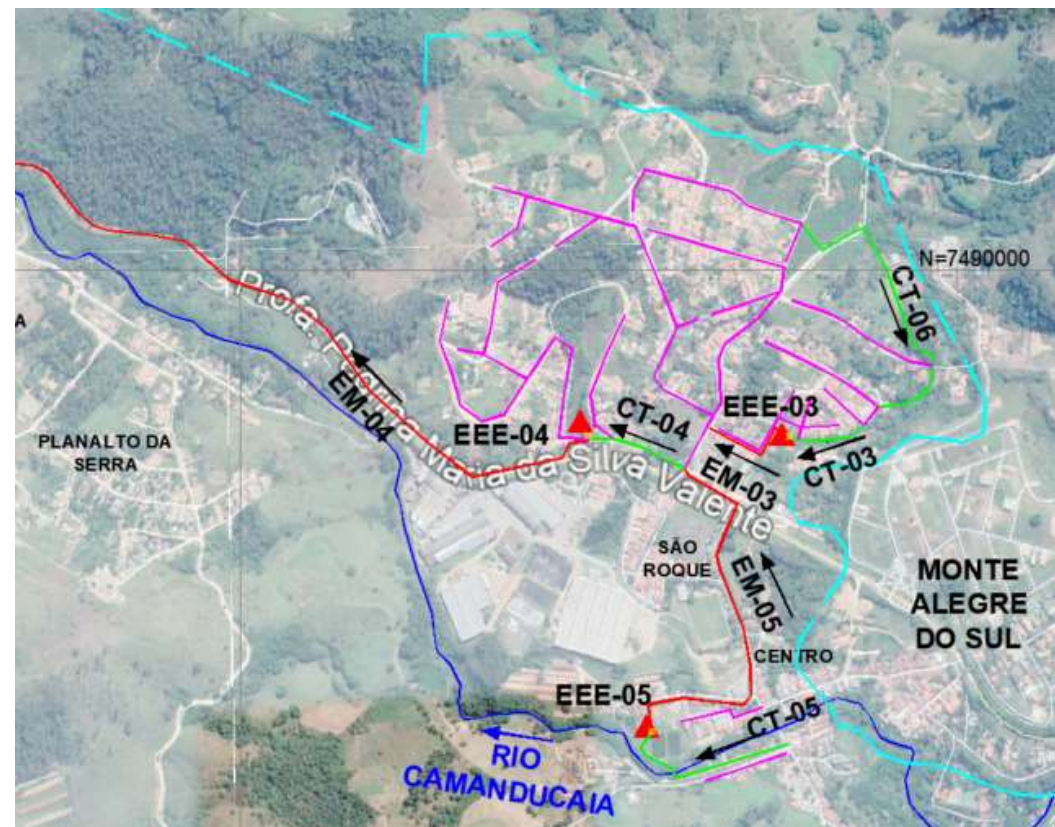 N=7490000
CT-06
A
Profa. Paorina Maria da Silva Valente
EM-04
PLANALTO DA
SERRA
EEE-04
CT-04
EEE-03
EM-03
CT-03
SÃO
ROQUE
EM-05
MONTE
ALEGRE
DO SUL
CENTRO
EEE-05
CT-05
RIO
CAMANDUCAIA